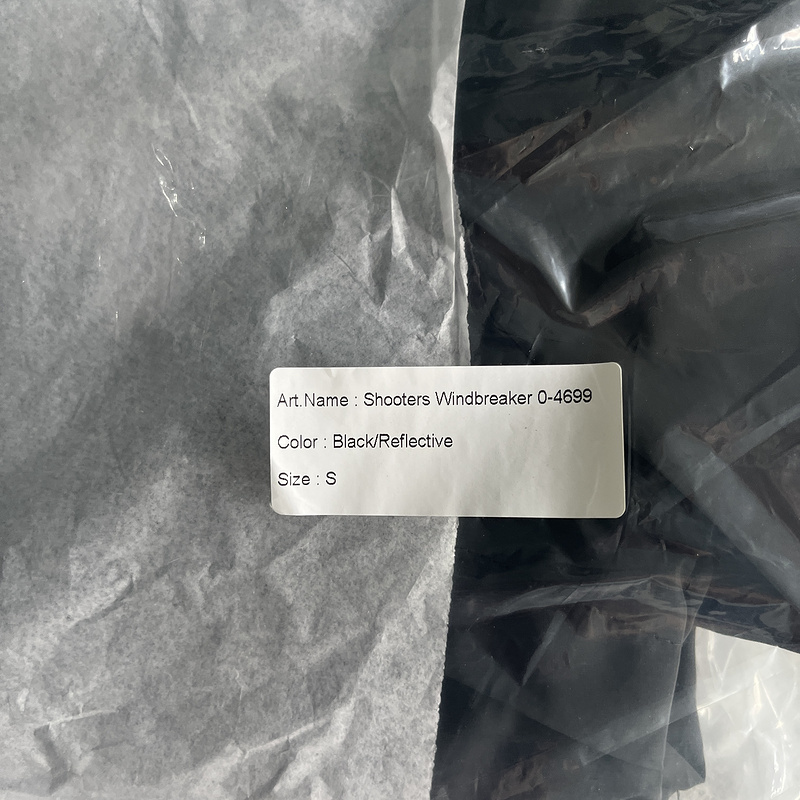 Art.Name : Shooters Windbreaker 0-4699
Color : Black/Reflective
Size : S